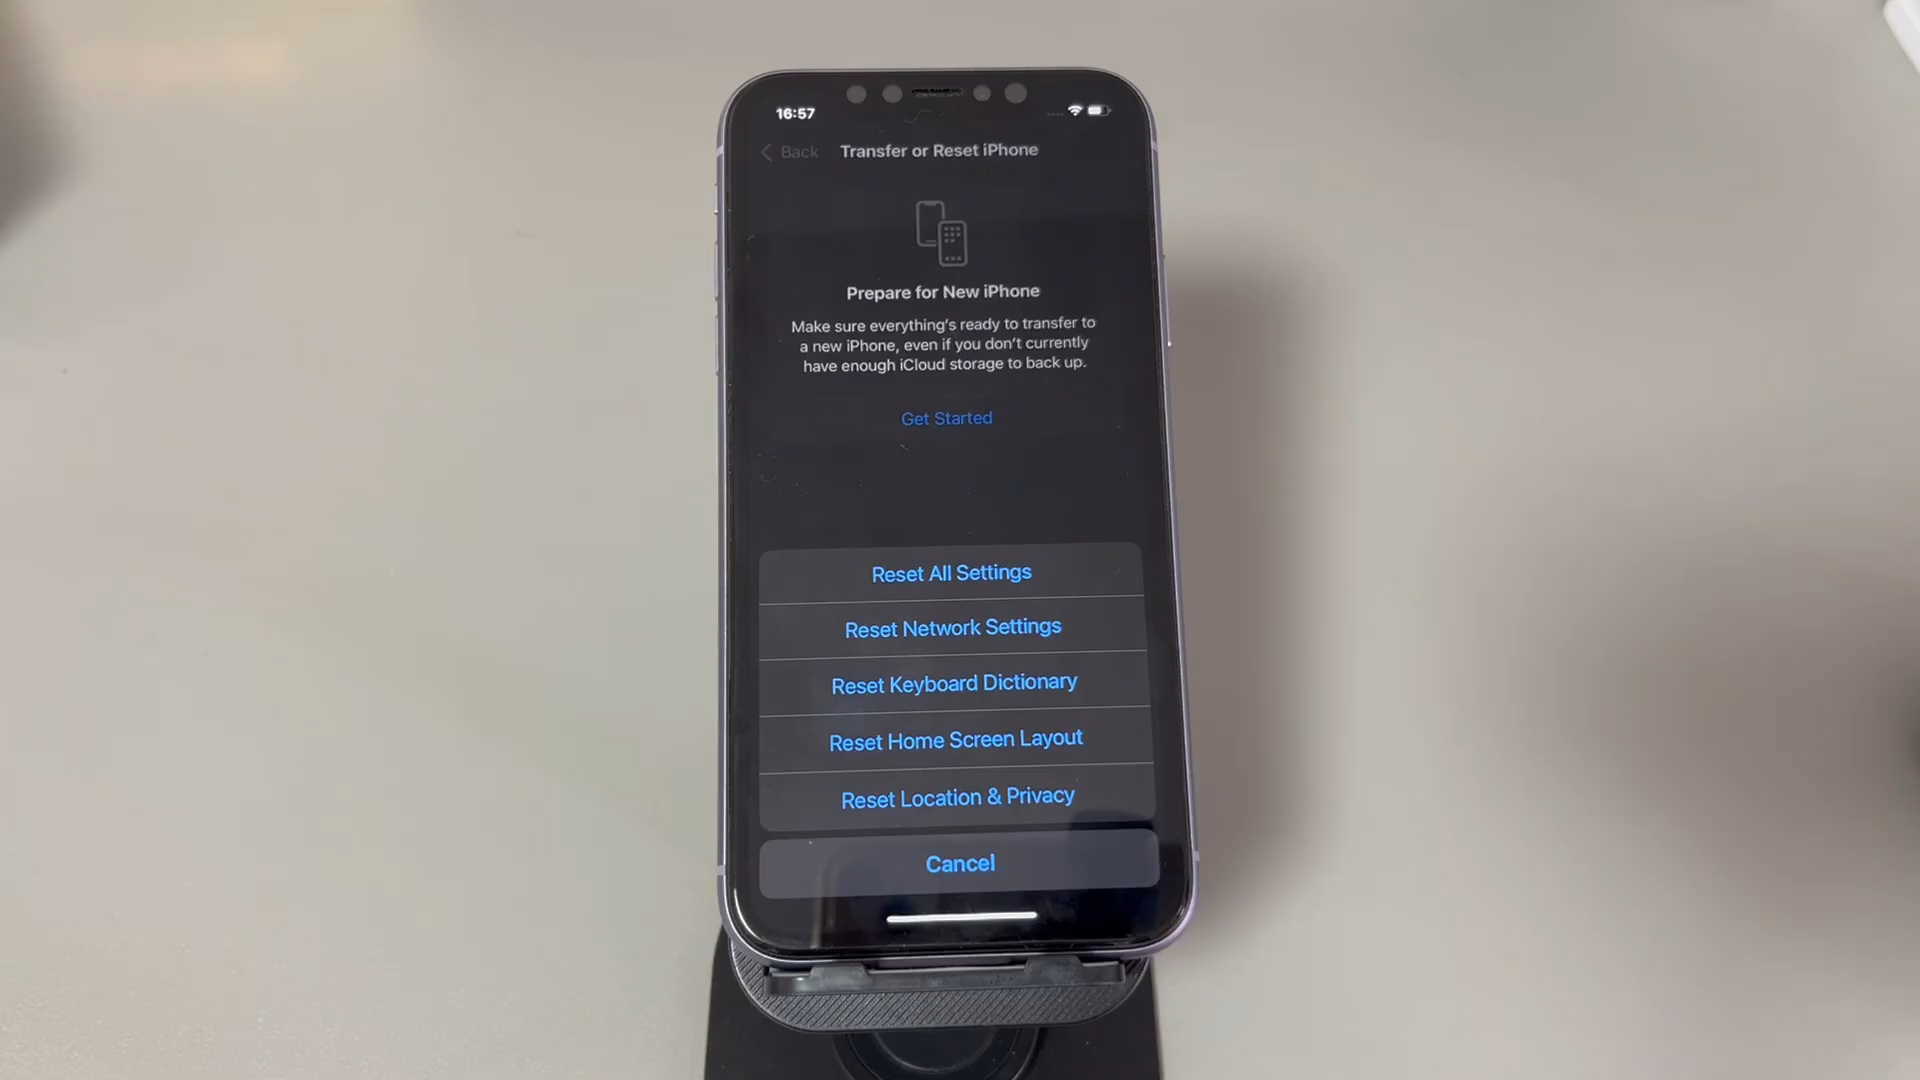 16:57
Back
Transfer or Reset iPhone
Prepare for New iPhone
Make sure everything's ready to transfer to
a new iPhone, even if you don't currently
have enough iCloud storage to back up.
Get Started
Reset All Settings
Reset Network Settings
Reset Keyboard Dictionary
Reset Home Screen Layout
Reset Location & Privacy
Cancel